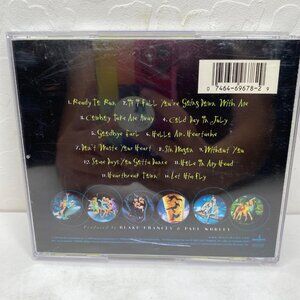 0 7464-69678-2 9
1. Ready To Run 2. If I Fall You're Going Down With Me
3. Cowboy Take Me Away 4. Cold Day In July
5. Goodbye Earl 6. Hello Mr. Heartache
7. Don't Waste Your Heart 8. Sin Wagon 9. Without You
10. Some Days You Gotta Dance 11. Hole In My Head
12. Heartbreak Town 13. Let Him Fly
Produced by BLAKE CHANCEY & PAUL WORLEY